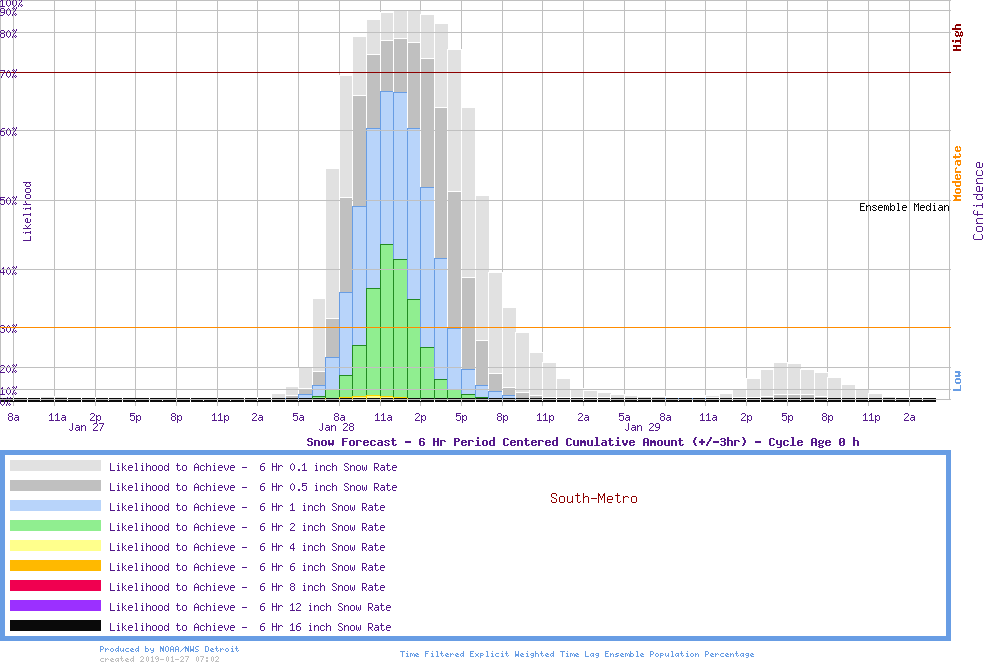 100%
90%
80%
70%
60%
50%
40%
30%
20%
10%
0%
Likelihood
High
Moderate
Low
Confidence
Ensemble Median
8a 11a 2p 5p 8p 11p 2a 5a 8a 11a 2p 5p 8p 11p 2a 5a 8a 11a 2p 5p 8p 11p 2a
Jan 27 Jan 28 Jan 29
Snow Forecast - 6 Hr Period Centered Cumulative Amount (+/-3hr) - Cycle Age 0 h
Likelihood to Achieve - 6 Hr 0.1 inch Snow Rate
Likelihood to Achieve - 6 Hr 0.5 inch Snow Rate
South-Metro
Likelihood to Achieve - 6 Hr 1 inch Snow Rate
Likelihood to Achieve - 6 Hr 2 inch Snow Rate
Likelihood to Achieve - 6 Hr 4 inch Snow Rate
Likelihood to Achieve - 6 Hr 6 inch Snow Rate
Likelihood to Achieve - 6 Hr 8 inch Snow Rate
Likelihood to Achieve - 6 Hr 12 inch Snow Rate
Likelihood to Achieve - 6 Hr 16 inch Snow Rate
Produced by NOAA/NWS Detroit
created 2019-01-27 07:02
Time Filtered Explicit Weighted Time Lag Ensemble Population Percentage